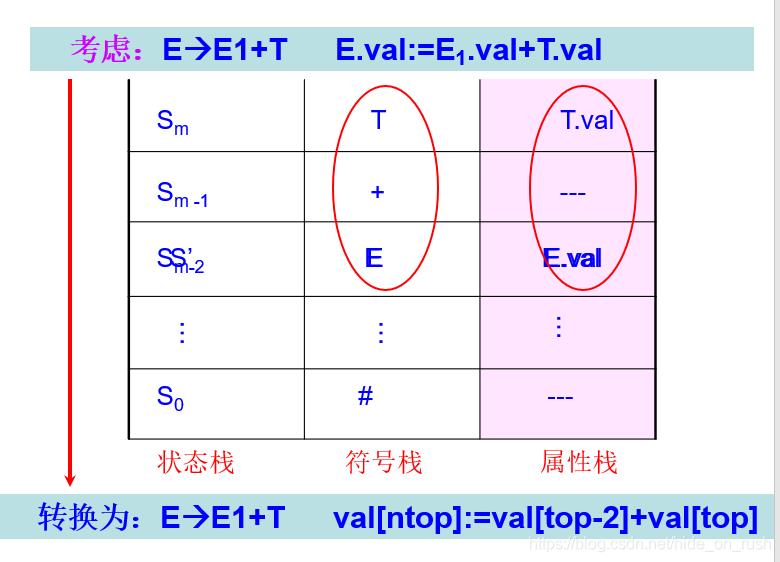 考虑：E→E1+T E.val:=E₁.val+T.val
Sm T T.val
Sm -1 + ---
Sm-2 E E.val
⋮ ⋮ ⋮
S0 # ---
状态栈 符号栈 属性栈
转换为：E→E1+T val[ntop]:=val[top-2]+val[top]
https://blog.csdn.net/hide_on_rush